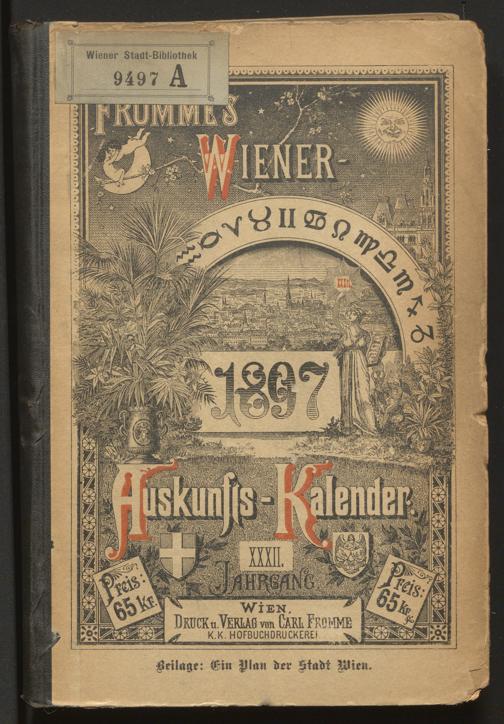 Wiener Stadt-Bibliothek
9497 A
FROMME'S
WIENER-
1897
Auskunfts-Kalender.
XXXII.
JAHRGANG
Preis:
65 Kr.
Preis:
65 Kr.
WIEN.
DRUCK u. VERLAG von CARL FROMME
K. K. HOFBUCHDRUCKEREI
Beilage: Ein Plan der Stadt Wien.